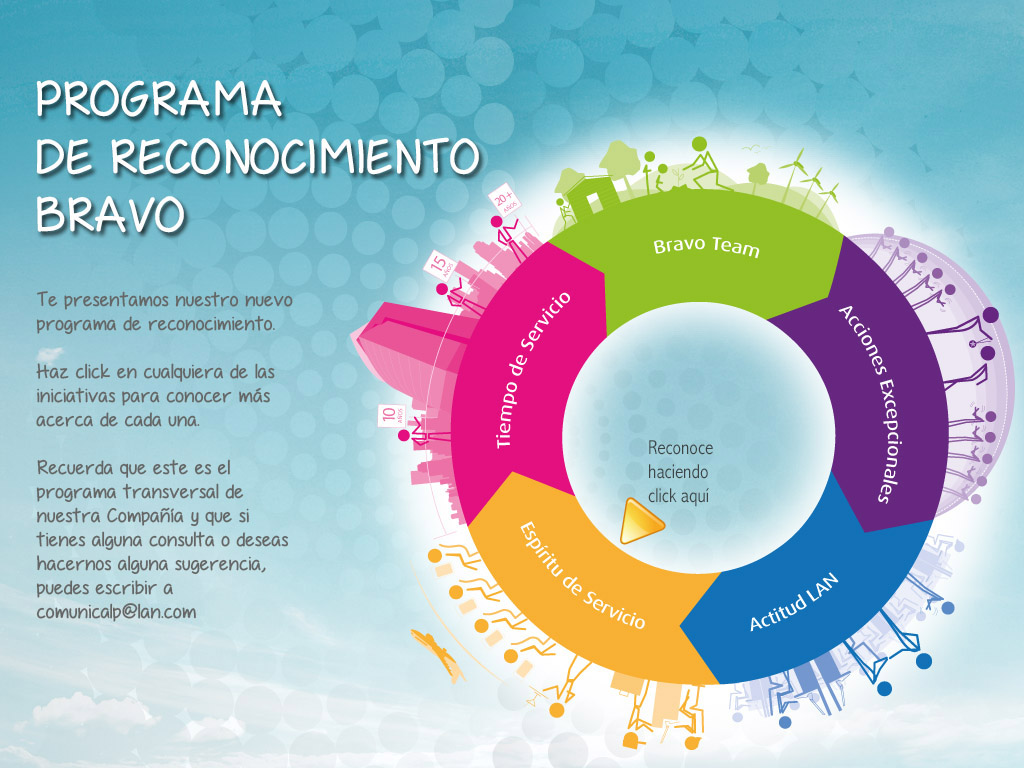 PROGRAMA
DE RECONOCIMIENTO
BRAVO
Te presentamos nuestro nuevo
programa de reconocimiento.
Haz click en cualquiera de las
iniciativas para conocer más
acerca de cada una.
Recuerda que este es el
programa transversal de
nuestra Compañía y que si
tienes alguna consulta o deseas
hacernos alguna sugerencia,
puedes escribir a
comunicalp@lan.com
Bravo Team
Acciones Excepcionales
Actitud LAN
Espíritu de Servicio
Tiempo de Servicio
10
AÑOS
15
AÑOS
20+
AÑOS
Reconoce
haciendo
click aquí